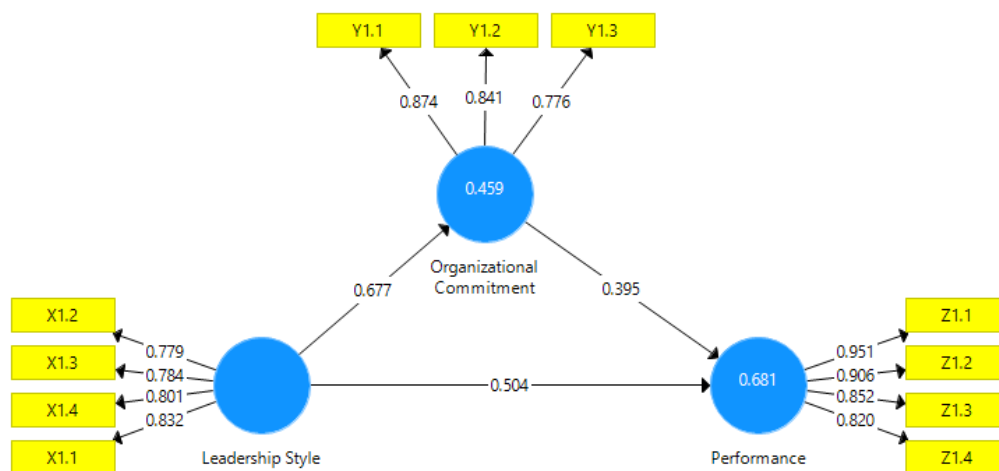 Y1.1
Y1.2
Y1.3
0.874
0.841
0.776
0.459
Organizational
Commitment
0.677
0.395
X1.2
X1.3
X1.4
X1.1
0.779
0.784
0.801
0.832
Leadership Style
0.504
0.681
Performance
0.951
0.906
0.852
0.820
Z1.1
Z1.2
Z1.3
Z1.4